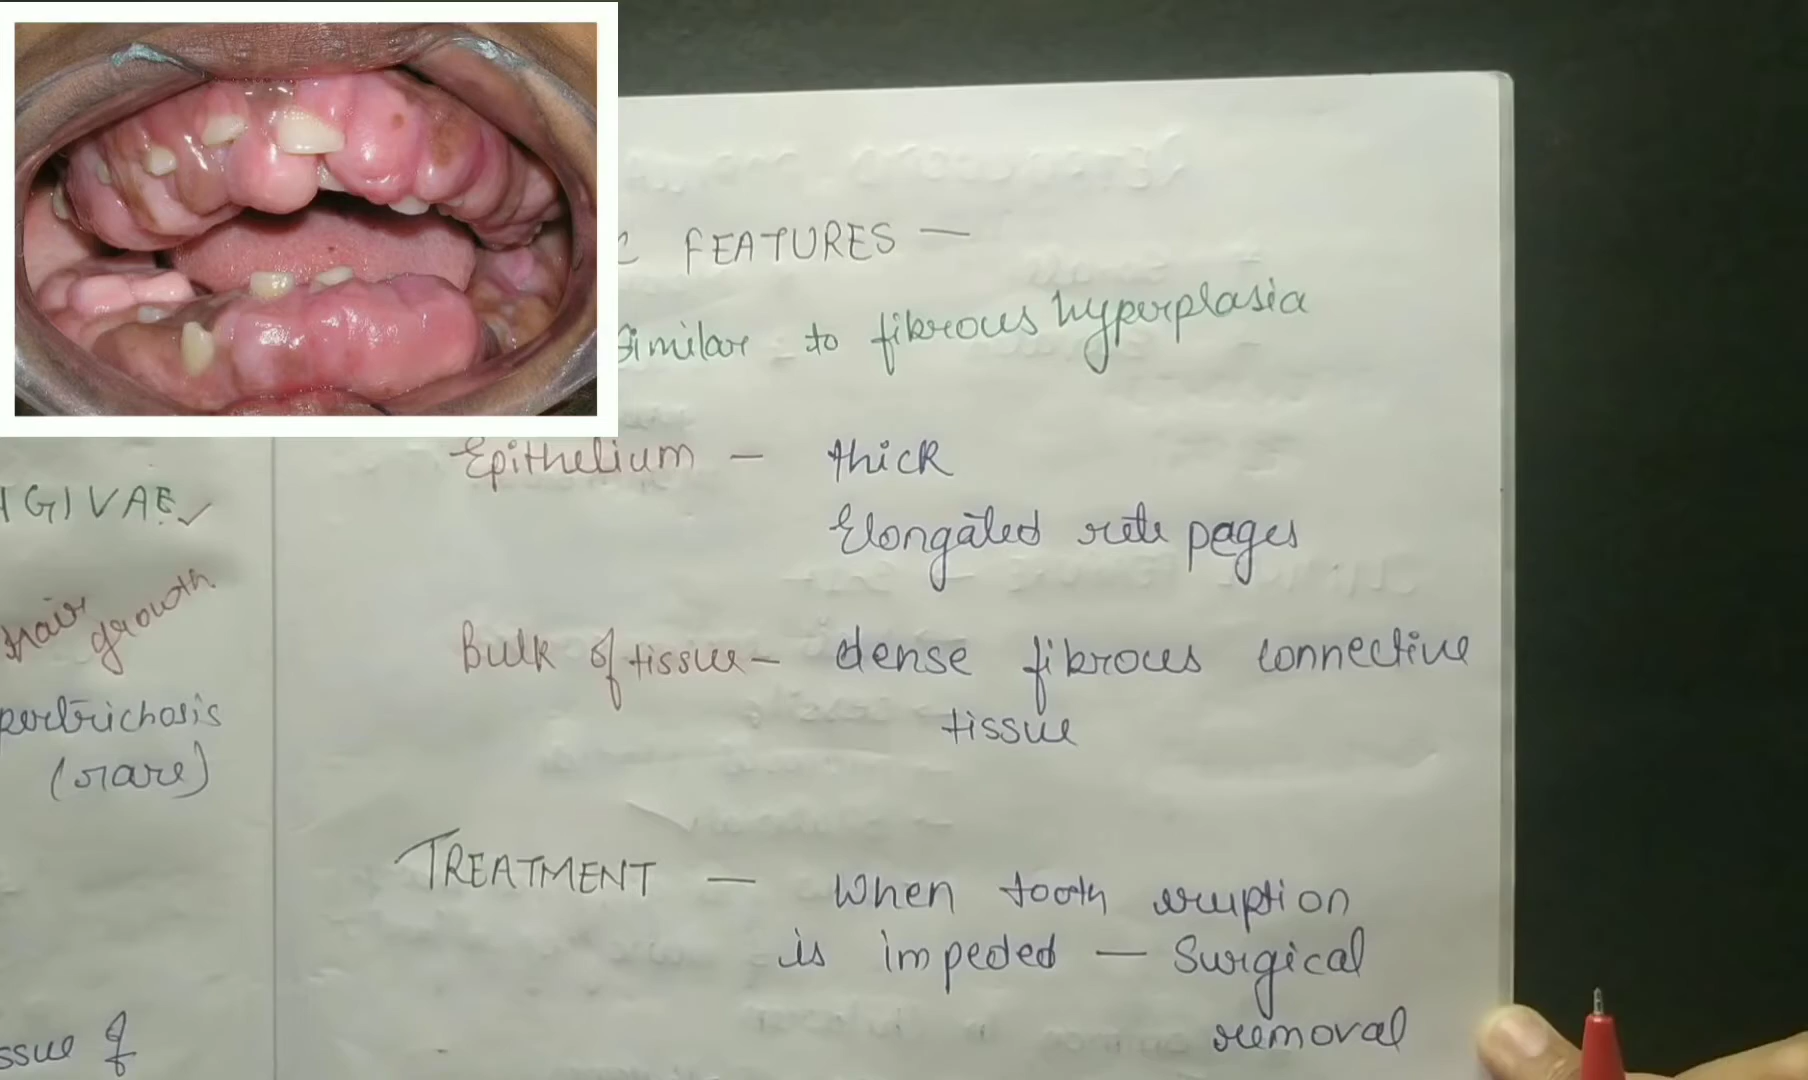 C FEATURES —
Similar to fibrous hyperplasia
Epithelium — thick
Elongated rete pages
Bulk of tissue — dense fibrous connective
tissue
TREATMENT — When tooth eruption
is impeded — Surgical
removal
GIVAE
hair growth
pertrichosis
(rare)
ssue of